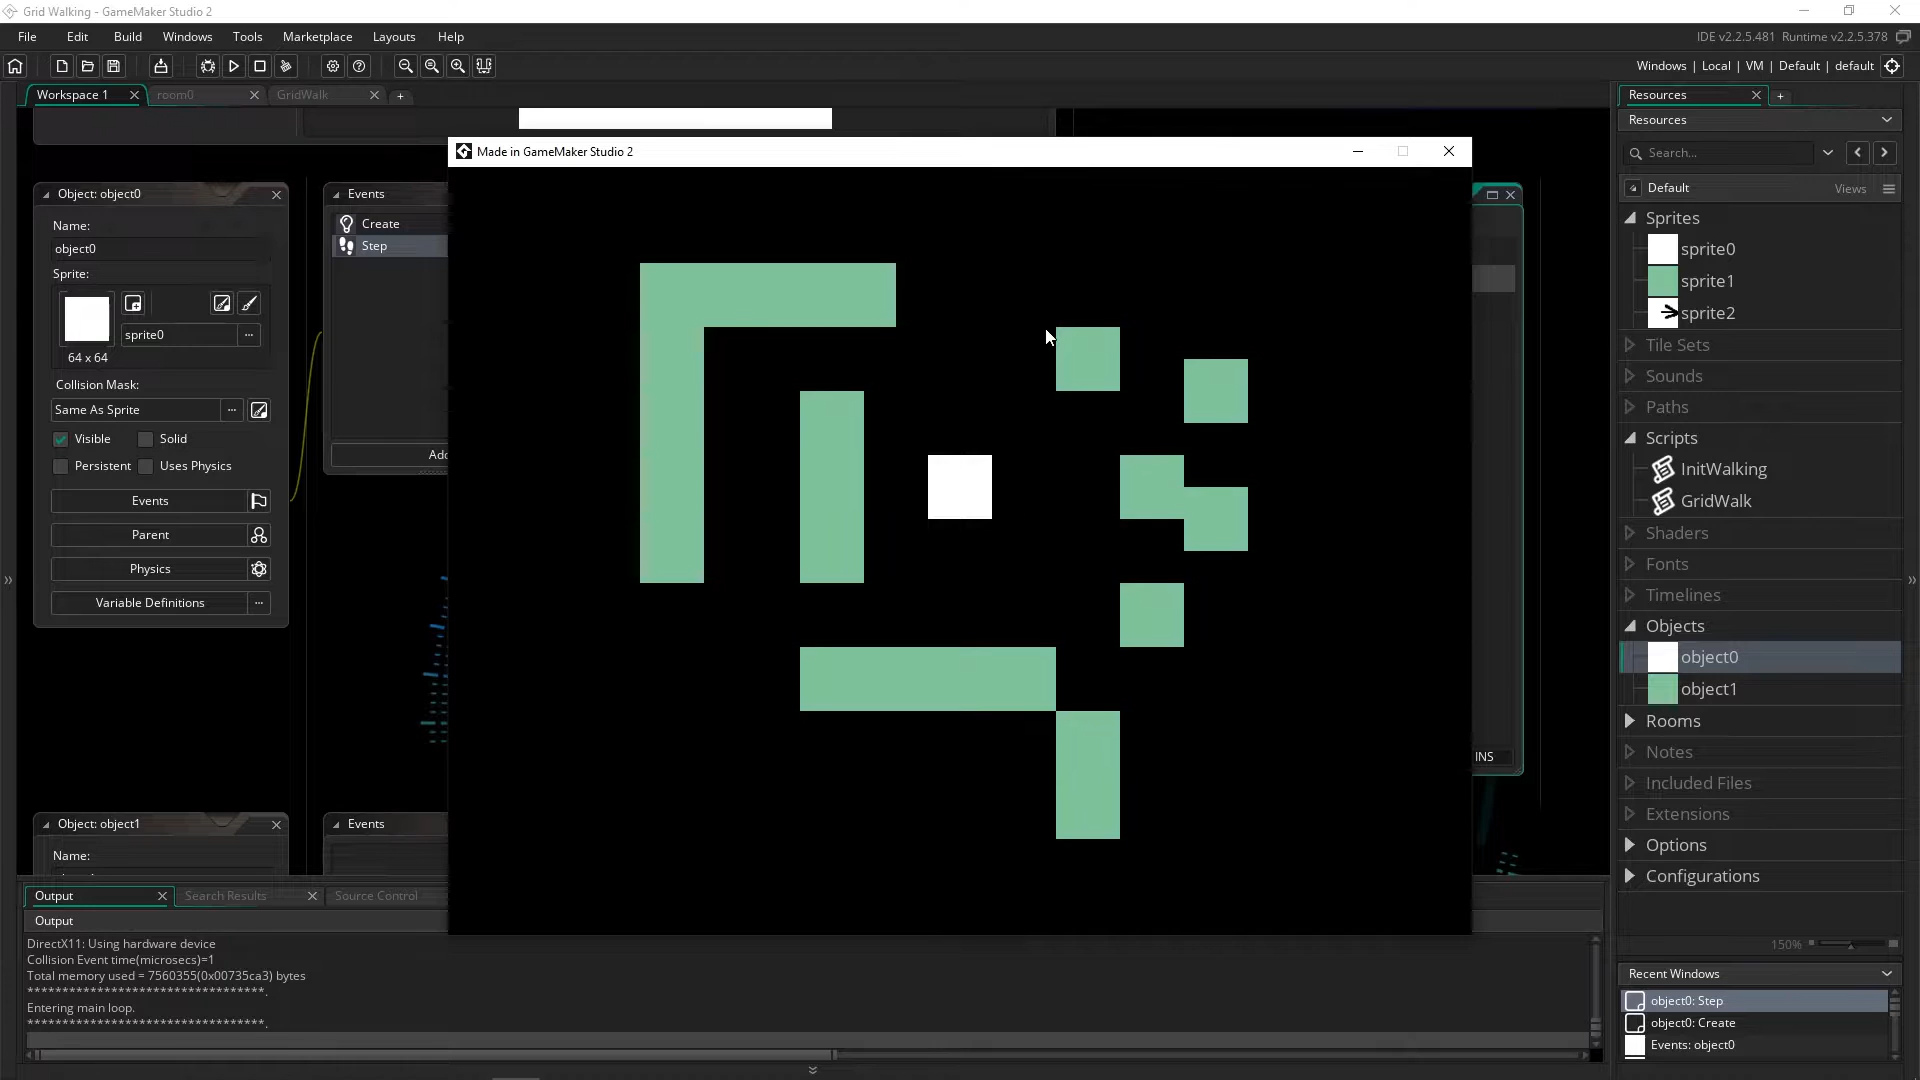 Grid Walking - GameMaker Studio 2
File Edit Build Windows Tools Marketplace Layouts Help
IDE v2.2.5.481 Runtime v2.2.5.378
Windows | Local | VM | Default | default
Workspace 1 room0 GridWalk
Resources
Resources
Search...
Default Views
Sprites
sprite0
sprite1
sprite2
Tile Sets
Sounds
Paths
Scripts
InitWalking
GridWalk
Shaders
Fonts
Timelines
Objects
object0
object1
Rooms
Notes
Included Files
Extensions
Options
Configurations
150%
Recent Windows
object0: Step
object0: Create
Events: object0
Made in GameMaker Studio 2
Object: object0
Name:
object0
Sprite:
sprite0
64 x 64
Collision Mask:
Same As Sprite
Visible Solid
Persistent Uses Physics
Events
Parent
Physics
Variable Definitions
Events
Create
Step
INS
Object: object1
Name:
Events
Output Search Results Source Control
Output
DirectX11: Using hardware device
Collision Event time(microsecs)=1
Total memory used = 7560355(0x00735ca3) bytes
**********************************.
Entering main loop.
**********************************.